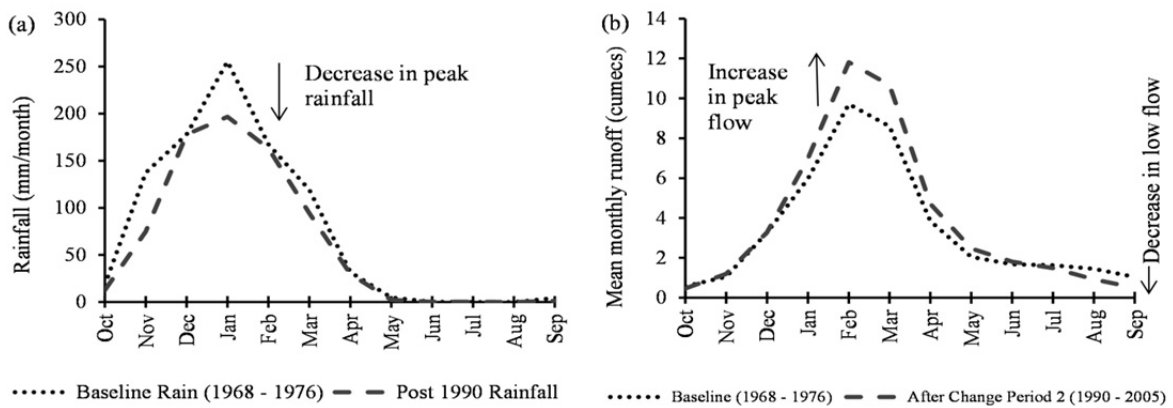 (a)
Rainfall (mm/month)
300
250
200
150
100
50
0
Decrease in peak
rainfall
Oct
Nov
Dec
Jan
Feb
Mar
Apr
May
Jun
Jul
Aug
Sep
Baseline Rain (1968 - 1976)
Post 1990 Rainfall
(b)
Mean monthly runoff (cumecs)
14
12
10
8
6
4
2
0
Increase
in peak
flow
Decrease in low flow
Oct
Nov
Dec
Jan
Feb
Mar
Apr
May
Jun
Jul
Aug
Sep
Baseline (1968 - 1976)
After Change Period 2 (1990 - 2005)